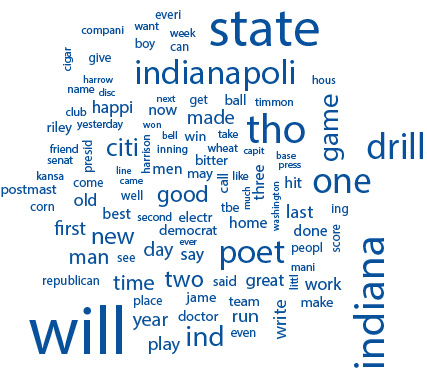 everi
compani want week state
boy can
cigar give indianapoli hous
harrow
name disc next get ball timmon
club happi now made tho game drill
riley yesterday won
friend citi inning bell win take
senat presid line harrison men wheat capit base press
kansa came bitter
postmast come may call like three hit one
corn old well good much washington
best second electr tbe last ing
first new democrat home done score
man see day ever say poet peopl indiana
mani
republican time two said great littl work
place jame team make
year doctor run write
will play ind even